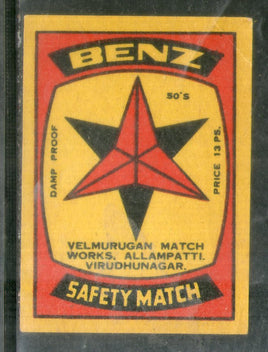 BENZ
50'S
DAMP PROOF
PRICE 13 PS.
VELMURUGAN MATCH
WORKS. ALLAMPATTI.
VIRUDHUNAGAR.
SAFETY MATCH